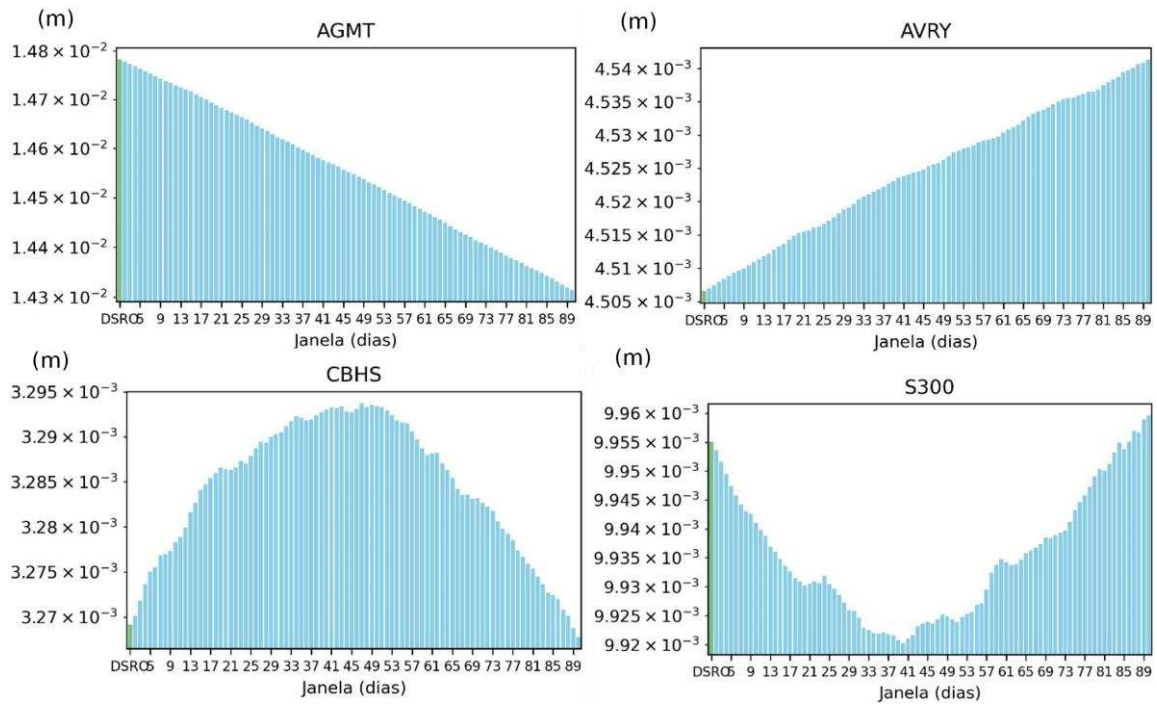 (m)
AGMT
1.48 × 10⁻²
1.47 × 10⁻²
1.46 × 10⁻²
1.45 × 10⁻²
1.44 × 10⁻²
1.43 × 10⁻²
DSRO5 9 13 17 21 25 29 33 37 41 45 49 53 57 61 65 69 73 77 81 85 89
Janela (dias)
(m)
AVRY
4.54 × 10⁻³
4.535 × 10⁻³
4.53 × 10⁻³
4.525 × 10⁻³
4.52 × 10⁻³
4.515 × 10⁻³
4.51 × 10⁻³
4.505 × 10⁻³
DSRO5 9 13 17 21 25 29 33 37 41 45 49 53 57 61 65 69 73 77 81 85 89
Janela (dias)
(m)
CBHS
3.295 × 10⁻³
3.29 × 10⁻³
3.285 × 10⁻³
3.28 × 10⁻³
3.275 × 10⁻³
3.27 × 10⁻³
DSRO5 9 13 17 21 25 29 33 37 41 45 49 53 57 61 65 69 73 77 81 85 89
Janela (dias)
(m)
S300
9.96 × 10⁻³
9.955 × 10⁻³
9.95 × 10⁻³
9.945 × 10⁻³
9.94 × 10⁻³
9.935 × 10⁻³
9.93 × 10⁻³
9.925 × 10⁻³
9.92 × 10⁻³
DSRO5 9 13 17 21 25 29 33 37 41 45 49 53 57 61 65 69 73 77 81 85 89
Janela (dias)